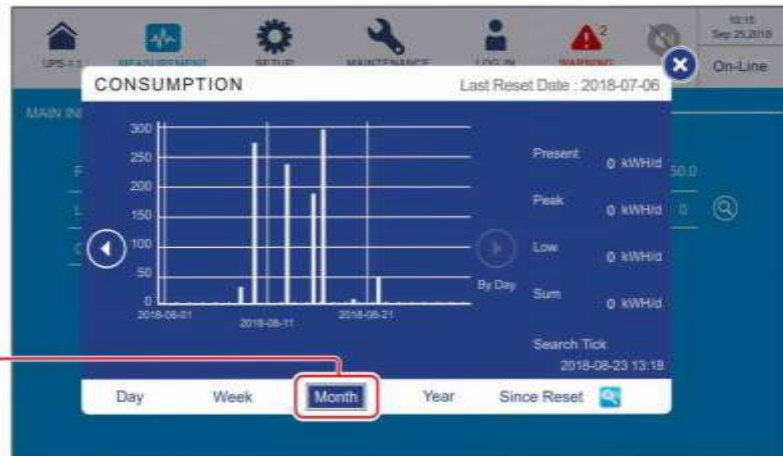 10:15
Sep 25,2018
UPS-1.1
MEASUREMENT
SETUP
MAINTENANCE
LOG IN
2
WARNING
On-Line
CONSUMPTION
Last Reset Date : 2018-07-06
300
250
200
150
100
50
0
2018-08-01
2018-08-11
2018-08-21
By Day
Present
0 kWH/d
Peak
0 kWH/d
Low
0 kWH/d
Sum
0 kWH/d
Search Tick
2018-08-23 13:18
50.0
0
Day
Week
Month
Year
Since Reset